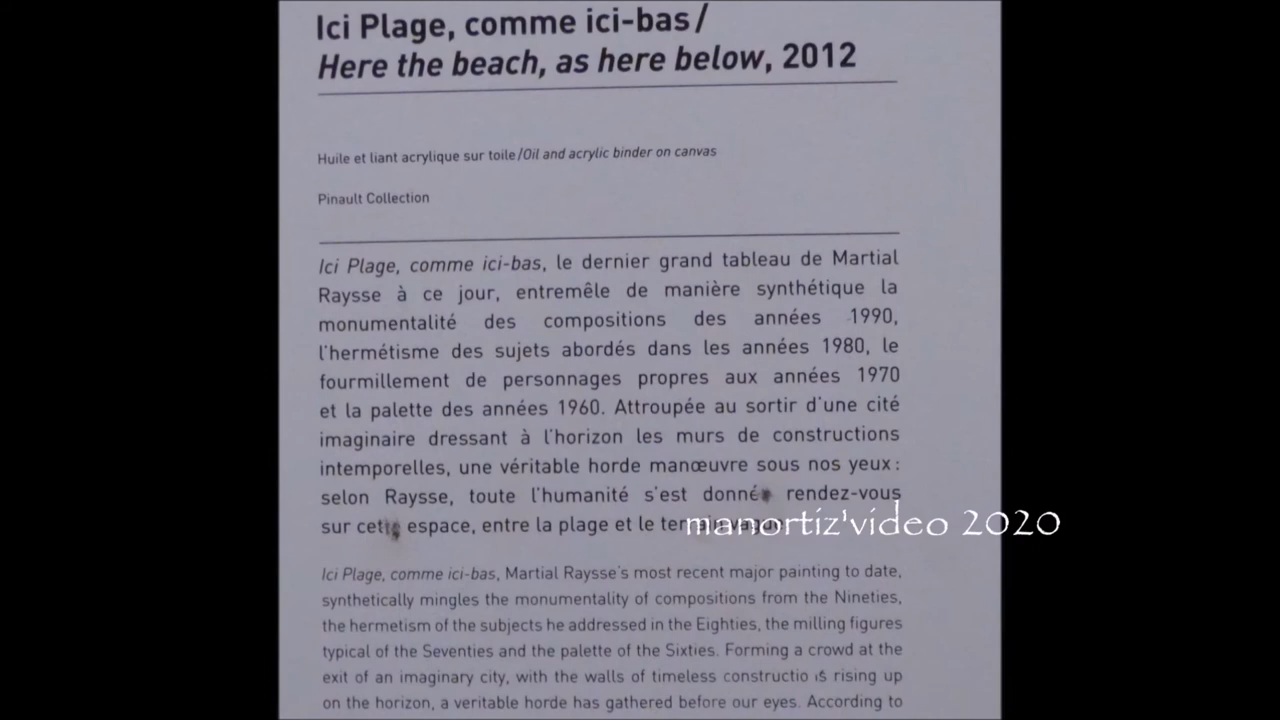 Ici Plage, comme ici-bas/
Here the beach, as here below, 2012
Huile et liant acrylique sur toile/Oil and acrylic binder on canvas
Pinault Collection
Ici Plage, comme ici-bas, le dernier grand tableau de Martial
Raysse à ce jour, entremêle de manière synthétique la
monumentalité des compositions des années 1990,
l'hermétisme des sujets abordés dans les années 1980, le
fourmillement de personnages propres aux années 1970
et la palette des années 1960. Attroupée au sortir d'une cité
imaginaire dressant à l'horizon les murs de constructions
intemporelles, une véritable horde manœuvre sous nos yeux :
selon Raysse, toute l'humanité s'est donnée rendez-vous
sur cette espace, entre la plage et le terrain vague.
manortiz'video 2020
Ici Plage, comme ici-bas, Martial Raysse's most recent major painting to date,
synthetically mingles the monumentality of compositions from the Nineties,
the hermetism of the subjects he addressed in the Eighties, the milling figures
typical of the Seventies and the palette of the Sixties. Forming a crowd at the
exit of an imaginary city, with the walls of timeless constructions rising up
on the horizon, a veritable horde has gathered before our eyes. According to